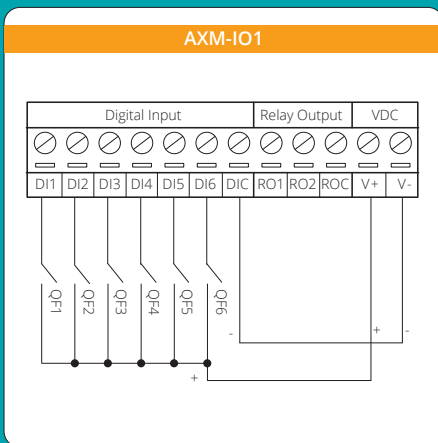 AXM-IO1
Digital Input Relay Output VDC
DI1 DI2 DI3 DI4 DI5 DI6 DIC RO1 RO2 ROC V+ V-
QF1 QF2 QF3 QF4 QF5 QF6
- + -
+